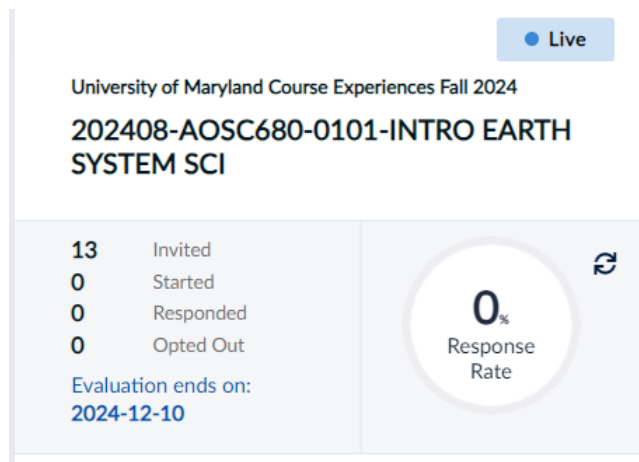 Live
University of Maryland Course Experiences Fall 2024
202408-AOSC680-0101-INTRO EARTH
SYSTEM SCI
13 Invited
0 Started
0 Responded
0 Opted Out
Evaluation ends on:
2024-12-10
0%
Response
Rate